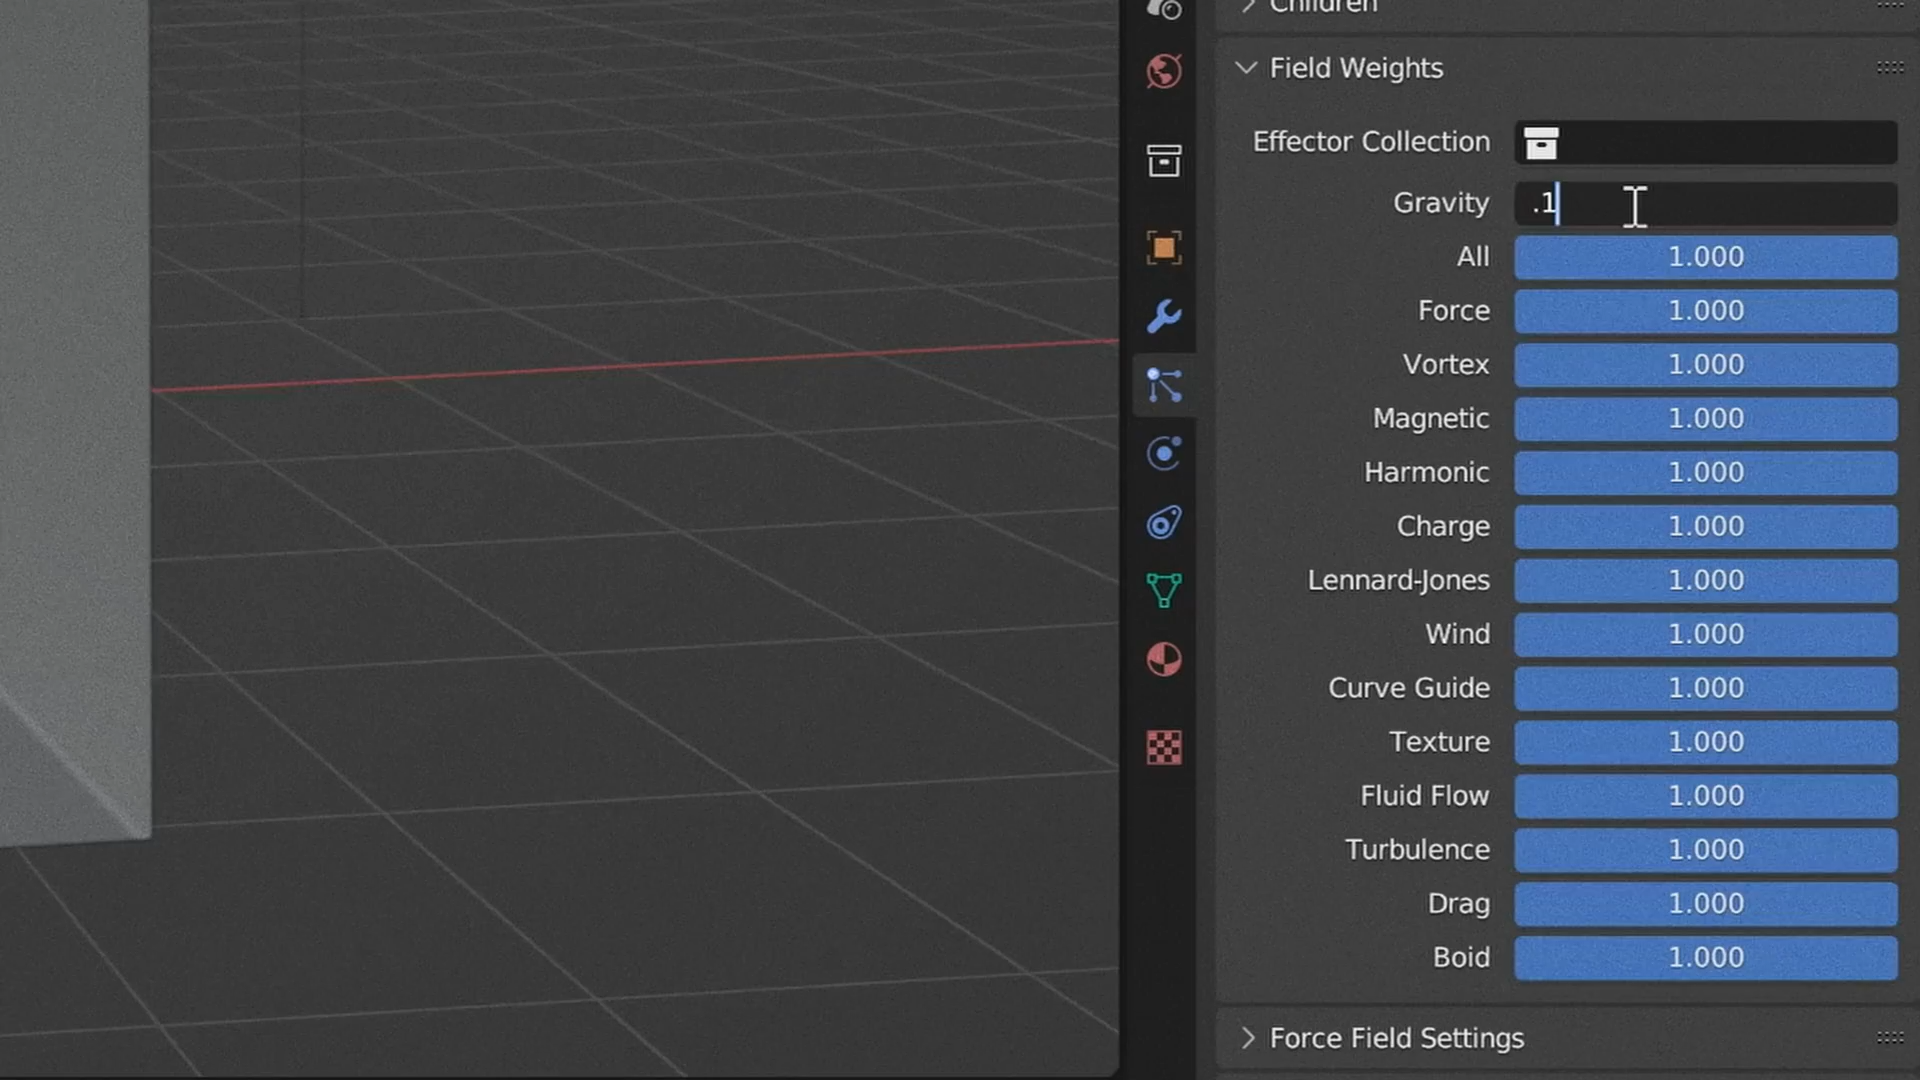 Children
Field Weights
Effector Collection
Gravity .1
All 1.000
Force 1.000
Vortex 1.000
Magnetic 1.000
Harmonic 1.000
Charge 1.000
Lennard-Jones 1.000
Wind 1.000
Curve Guide 1.000
Texture 1.000
Fluid Flow 1.000
Turbulence 1.000
Drag 1.000
Boid 1.000
Force Field Settings